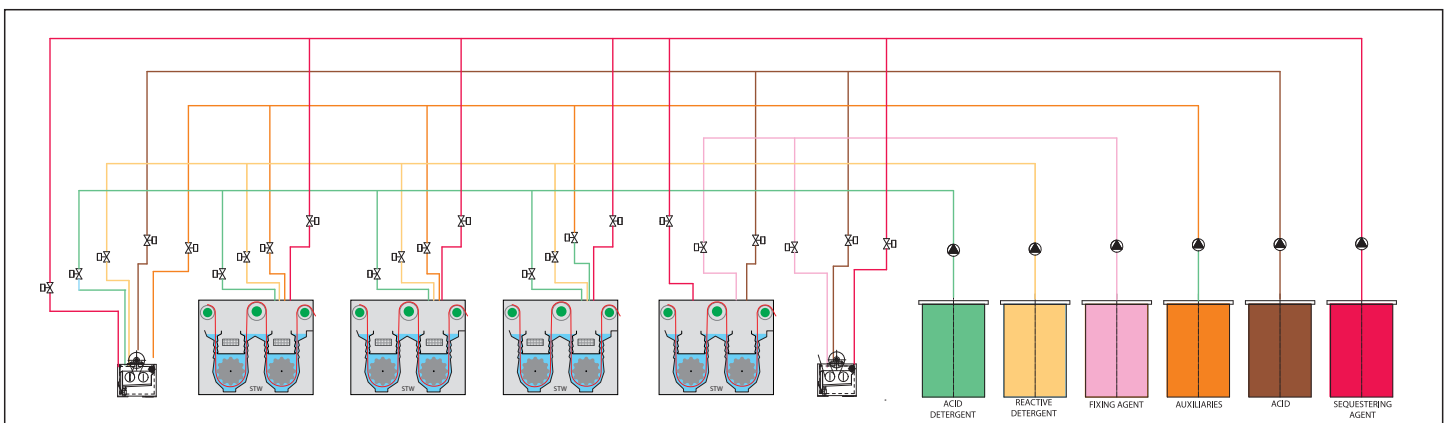 STW
STW
STW
STW
ACID
DETERGENT
REACTIVE
DETERGENT
FIXING AGENT
AUXILIARIES
ACID
SEQUESTERING
AGENT